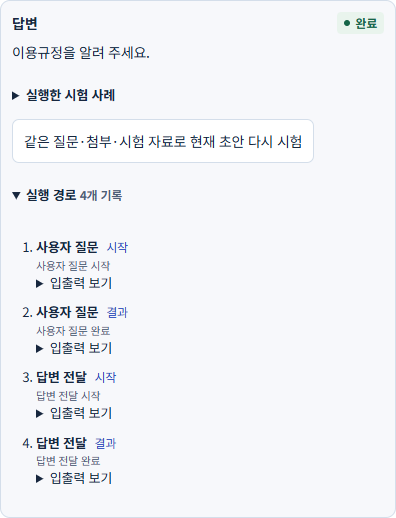 답변
완료
이용규정을 알려 주세요.
▶ 실행한 시험 사례
같은 질문·첨부·시험 자료로 현재 초안 다시 시험
▼ 실행 경로 4개 기록
1. 사용자 질문 시작
사용자 질문 시작
▶ 입출력 보기
2. 사용자 질문 결과
사용자 질문 완료
▶ 입출력 보기
3. 답변 전달 시작
답변 전달 시작
▶ 입출력 보기
4. 답변 전달 결과
답변 전달 완료
▶ 입출력 보기